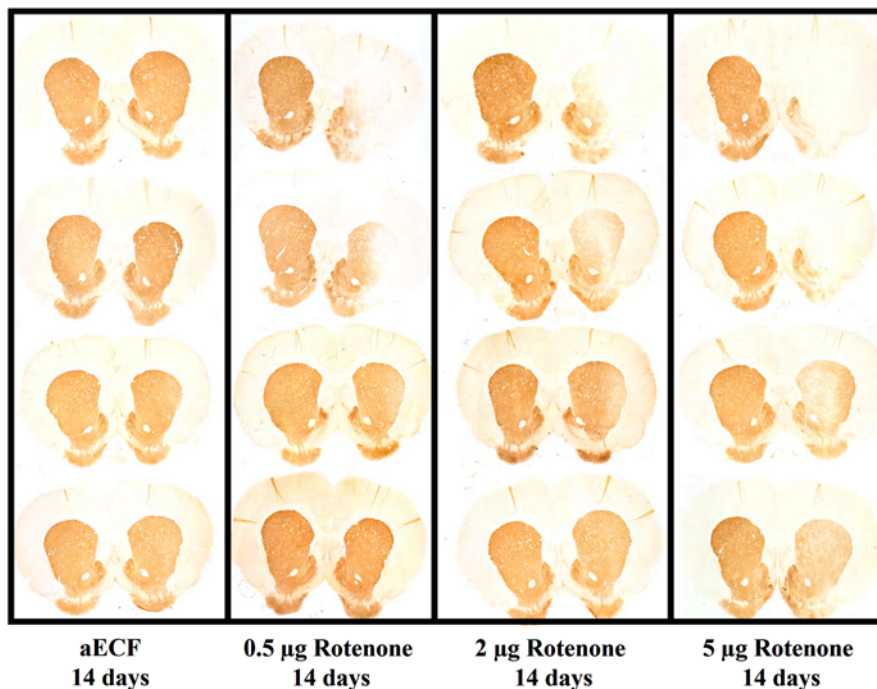 aECF
14 days
0.5 µg Rotenone
14 days
2 µg Rotenone
14 days
5 µg Rotenone
14 days